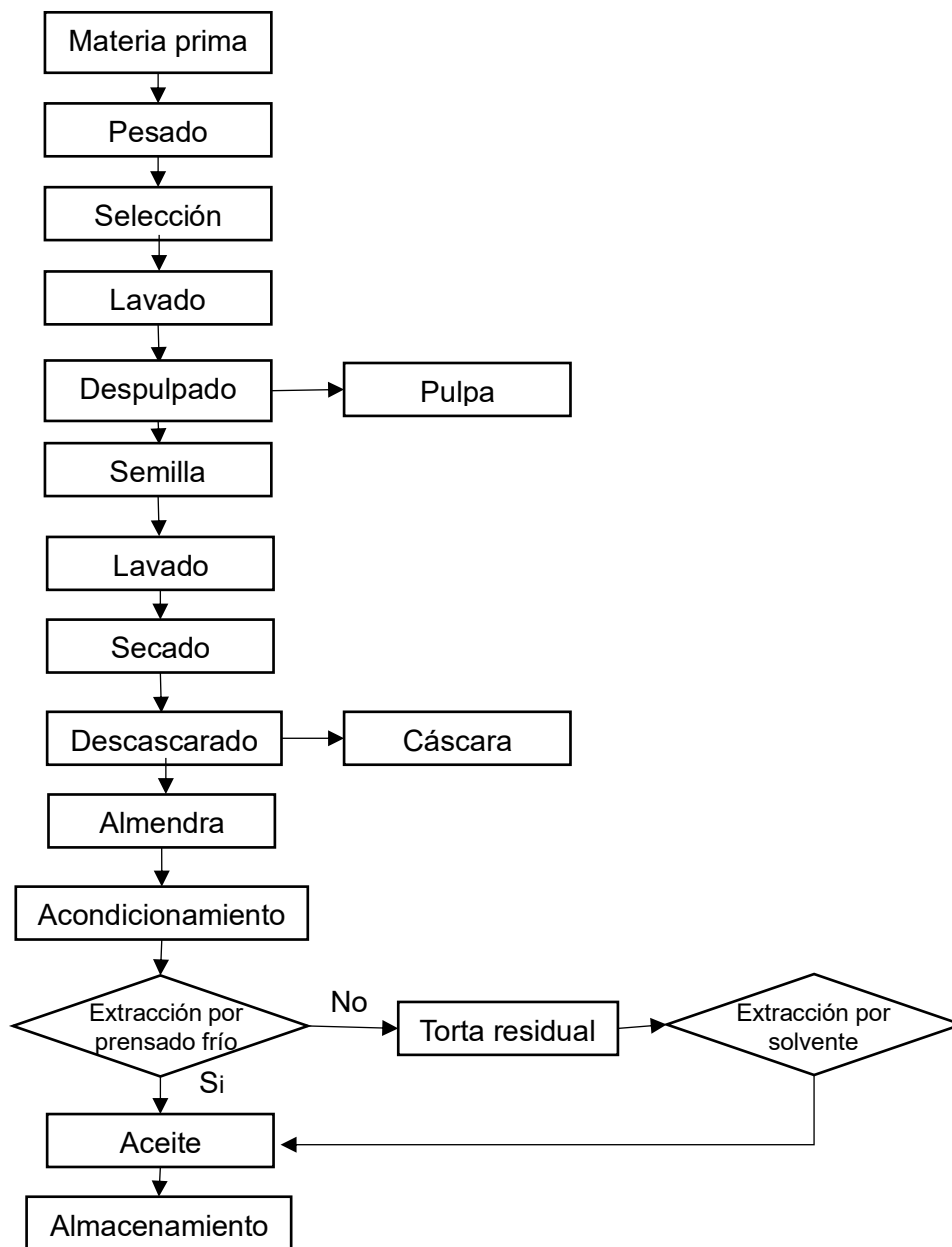 Materia prima
Pesado
Selección
Lavado
Despulpado
Pulpa
Semilla
Lavado
Secado
Descascarado
Cáscara
Almendra
Acondicionamiento
Extracción por
prensado frío
No
Torta residual
Extracción por
solvente
Si
Aceite
Almacenamiento